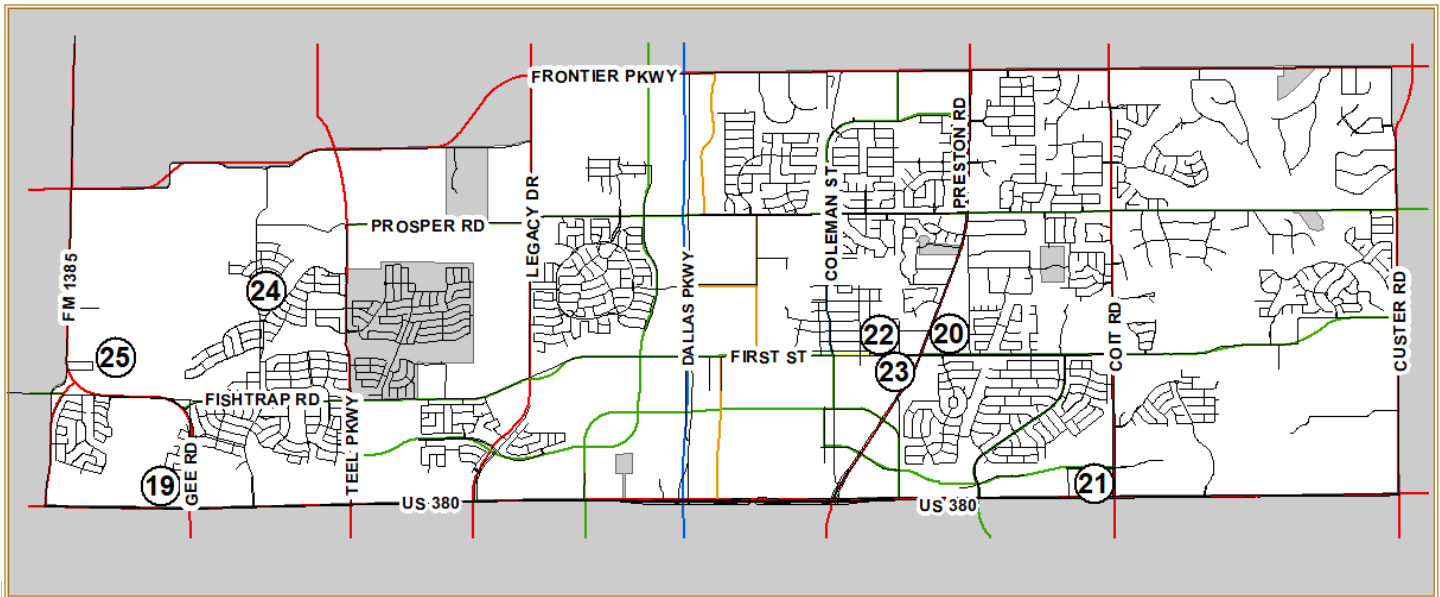 FRONTIER PKWY
PRESTON RD
COLEMAN ST
LEGACY DR
PROSPER RD
FM 1385
24
DALLAS PKWY
CUSTER RD
COIT RD
22
20
25
FIRST ST
23
FISHTRAP RD
TEEL PKWY
GEE RD
19
21
US 380
US 380